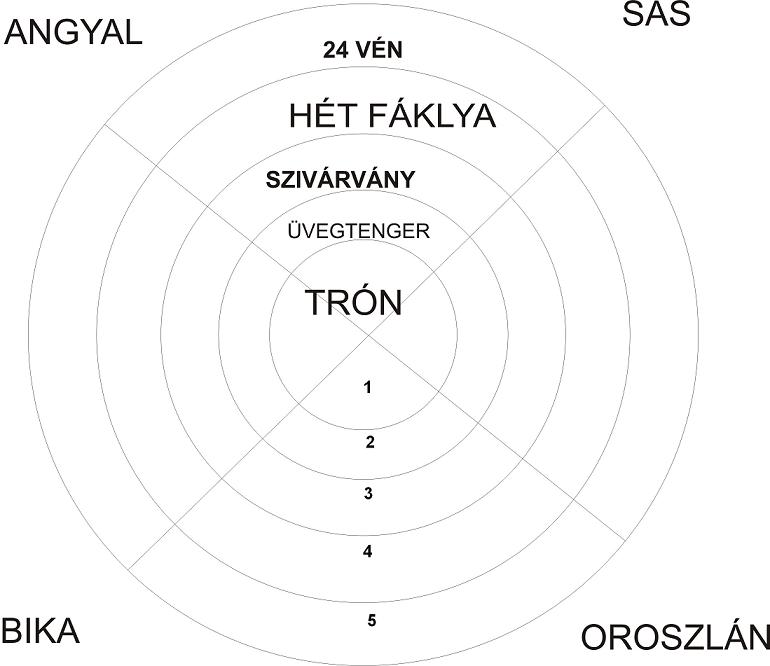 ANGYAL
SAS
24 VÉN
HÉT FÁKLYA
SZIVÁRVÁNY
ÜVEGTENGER
TRÓN
1
2
3
4
5
BIKA
OROSZLÁN